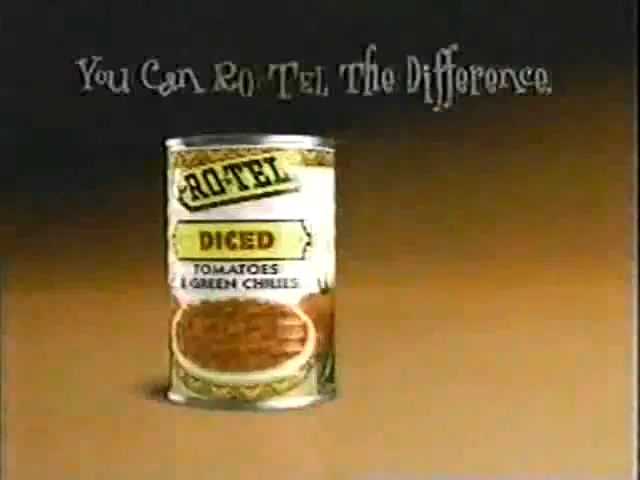 You Can RO*TEL The Difference.
RO★TEL
DICED
TOMATOES
& GREEN CHILIES